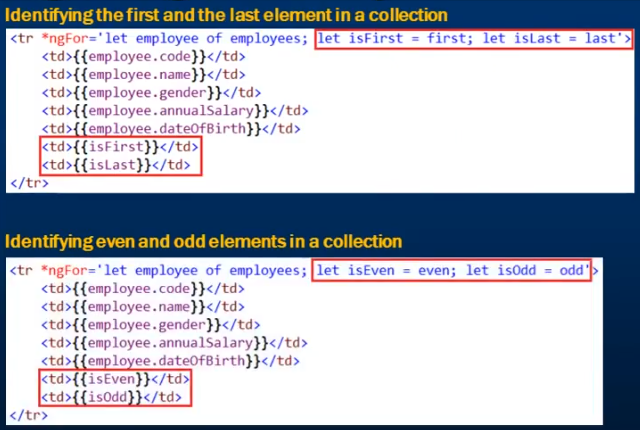 Identifying the first and the last element in a collection
<tr *ngFor='let employee of employees; let isFirst = first; let isLast = last'>
<td>{{employee.code}}</td>
<td>{{employee.name}}</td>
<td>{{employee.gender}}</td>
<td>{{employee.annualSalary}}</td>
<td>{{employee.dateOfBirth}}</td>
<td>{{isFirst}}</td>
<td>{{isLast}}</td>
</tr>
Identifying even and odd elements in a collection
<tr *ngFor='let employee of employees; let isEven = even; let isOdd = odd'>
<td>{{employee.code}}</td>
<td>{{employee.name}}</td>
<td>{{employee.gender}}</td>
<td>{{employee.annualSalary}}</td>
<td>{{employee.dateOfBirth}}</td>
<td>{{isEven}}</td>
<td>{{isOdd}}</td>
</tr>